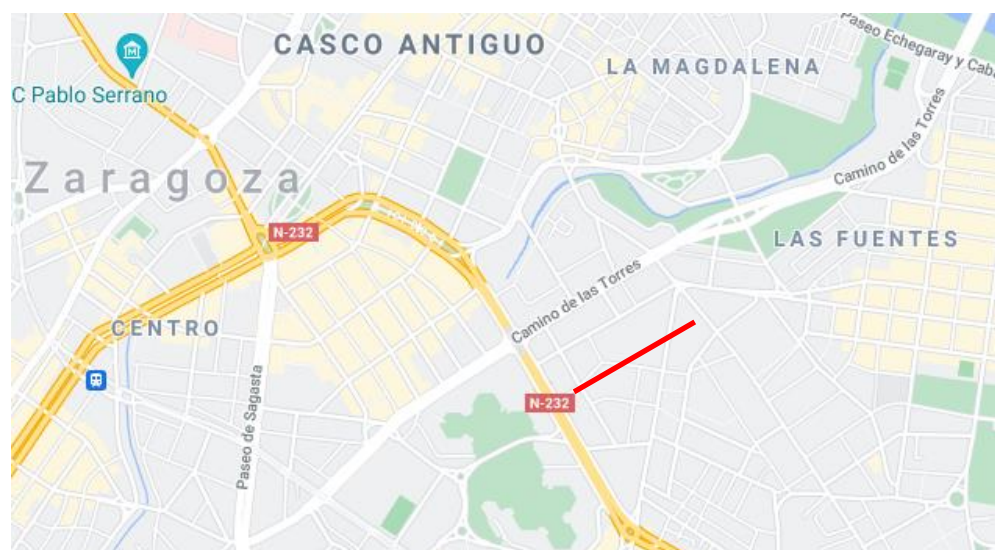 Paseo Echegaray y Cab
CASCO ANTIGUO
LA MAGDALENA
C Pablo Serrano
Camino de las Torres
Zaragoza
N-232
LAS FUENTES
Camino de las Torres
CENTRO
Paseo de Sagasta
N-232